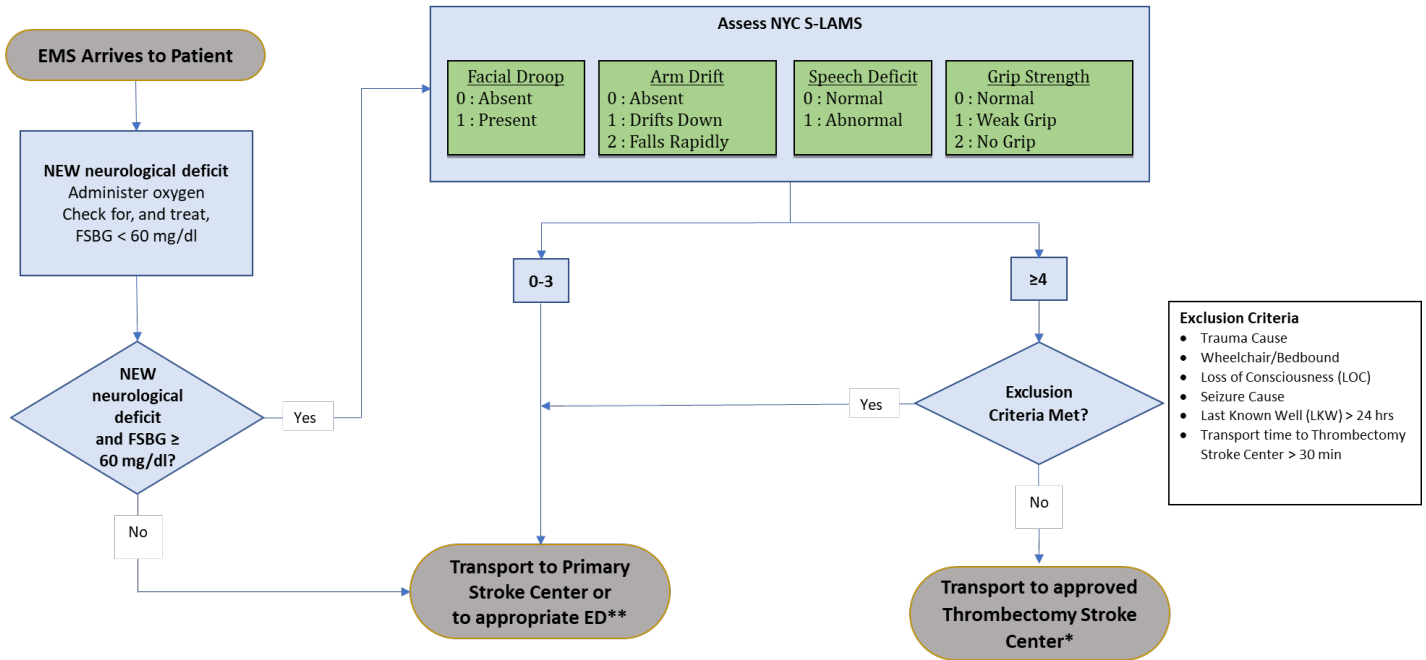 EMS Arrives to Patient
NEW neurological deficit
Administer oxygen
Check for, and treat,
FSBG < 60 mg/dl
NEW
neurological
deficit
and FSBG ≥
60 mg/dl?
Yes
No
Assess NYC S-LAMS
Facial Droop
0 : Absent
1 : Present
Arm Drift
0 : Absent
1 : Drifts Down
2 : Falls Rapidly
Speech Deficit
0 : Normal
1 : Abnormal
Grip Strength
0 : Normal
1 : Weak Grip
2 : No Grip
0-3
≥4
Exclusion
Criteria Met?
Yes
No
Exclusion Criteria
• Trauma Cause
• Wheelchair/Bedbound
• Loss of Consciousness (LOC)
• Seizure Cause
• Last Known Well (LKW) > 24 hrs
• Transport time to Thrombectomy
Stroke Center > 30 min
Transport to Primary
Stroke Center or
to appropriate ED**
Transport to approved
Thrombectomy Stroke
Center*